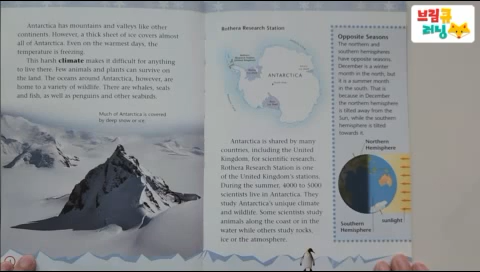 Antarctica has mountains and valleys like other
continents. However, a thick sheet of ice covers almost
all of Antarctica. Even on the warmest days, the
temperature is freezing.
This harsh climate makes it difficult for anything
to live there. Few animals and plants can survive on
the land. The oceans around Antarctica, however, are
home to a variety of wildlife. There are whales, seals
and fish, as well as penguins and other seabirds.
Much of Antarctica is covered
by deep snow or ice.
Rothera Research Station
ANTARCTICA
Antarctica is shared by many
countries, including the United
Kingdom, for scientific research.
Rothera Research Station is one
of the United Kingdom's stations.
During the summer, 4000 to 5000
scientists live in Antarctica. They
study Antarctica's unique climate
and wildlife. Some scientists study
animals along the coast or in the
water while others study rocks,
ice or the atmosphere.
Opposite Seasons
The northern and
southern hemispheres
have opposite seasons.
December is a winter
month in the north, but
it is a summer month
in the south. That is
because in December
the northern hemisphere
is tilted away from the
Sun, while the southern
hemisphere is tilted
towards it.
Northern
Hemisphere
Southern
Hemisphere
sunlight
브림쿠
러닝